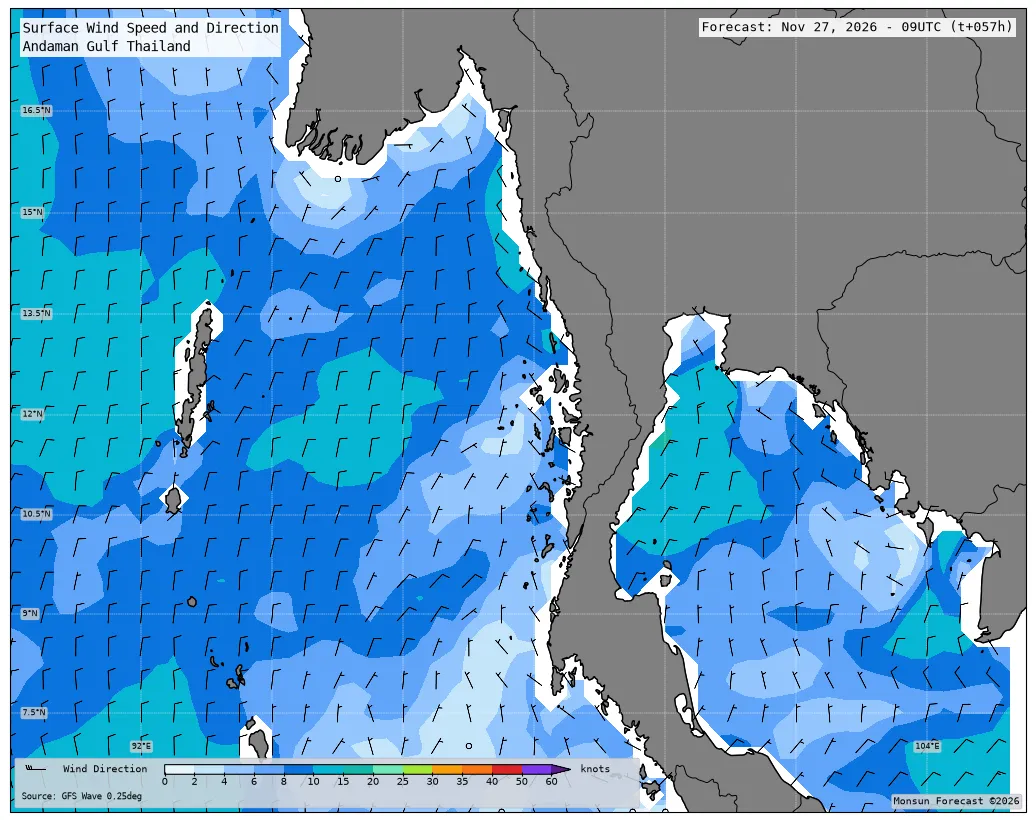 Surface Wind Speed and Direction
Andaman Gulf Thailand
Forecast: Nov 27, 2026 - 09UTC (t+057h)
16.5°N
15°N
13.5°N
12°N
10.5°N
9°N
7.5°N
92°E
104°E
Wind Direction
0 2 4 6 8 10 15 20 25 30 35 40 50 60
knots
Source: GFS Wave 0.25deg
Monsun Forecast ©2026